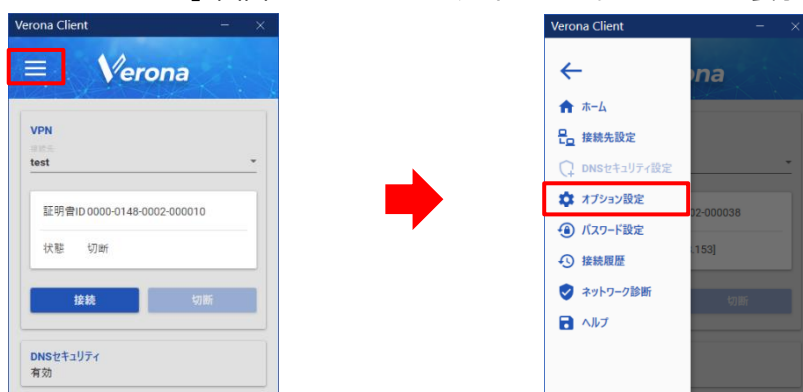 Verona Client
Verona
VPN
接続先
test
証明書ID 0000-0148-0002-000010
状態 切断
接続
切断
DNSセキュリティ
有効
Verona Client
ona
ホーム
接続先設定
DNSセキュリティ設定
オプション設定
パスワード設定
接続履歴
ネットワーク診断
ヘルプ
02-000038
.153]
切断